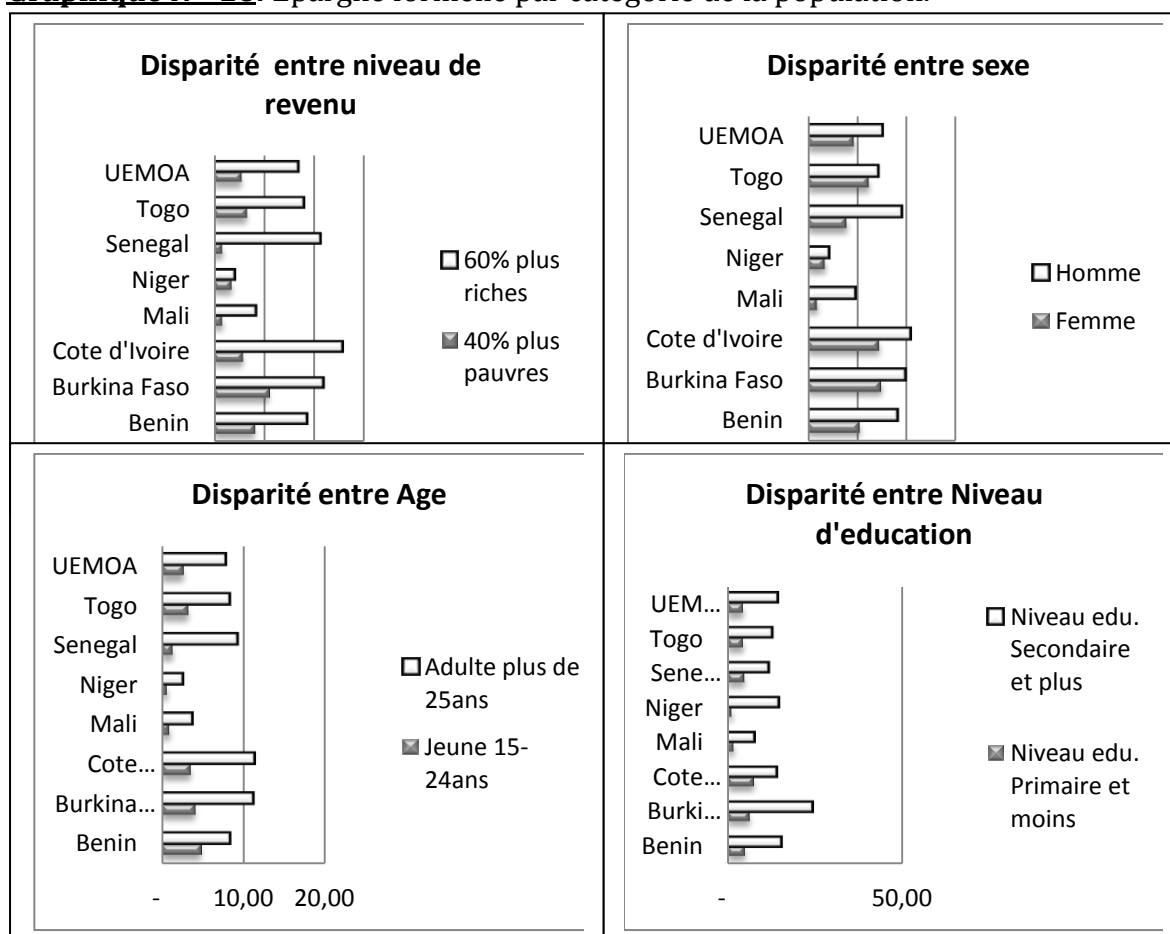 Epargne formelle par catégorie de la population.
Disparité entre niveau de
revenu
UEMOA
Togo
Senegal
Niger
Mali
Cote d'Ivoire
Burkina Faso
Benin
60% plus
riches
40% plus
pauvres
Disparité entre sexe
UEMOA
Togo
Senegal
Niger
Mali
Cote d'Ivoire
Burkina Faso
Benin
Homme
Femme
Disparité entre Age
UEMOA
Togo
Senegal
Niger
Mali
Cote...
Burkina...
Benin
- 10,00 20,00
Adulte plus de
25ans
Jeune 15-
24ans
Disparité entre Niveau
d'education
UEM...
Togo
Sene...
Niger
Mali
Cote...
Burki...
Benin
- 50,00
Niveau edu.
Secondaire
et plus
Niveau edu.
Primaire et
moins